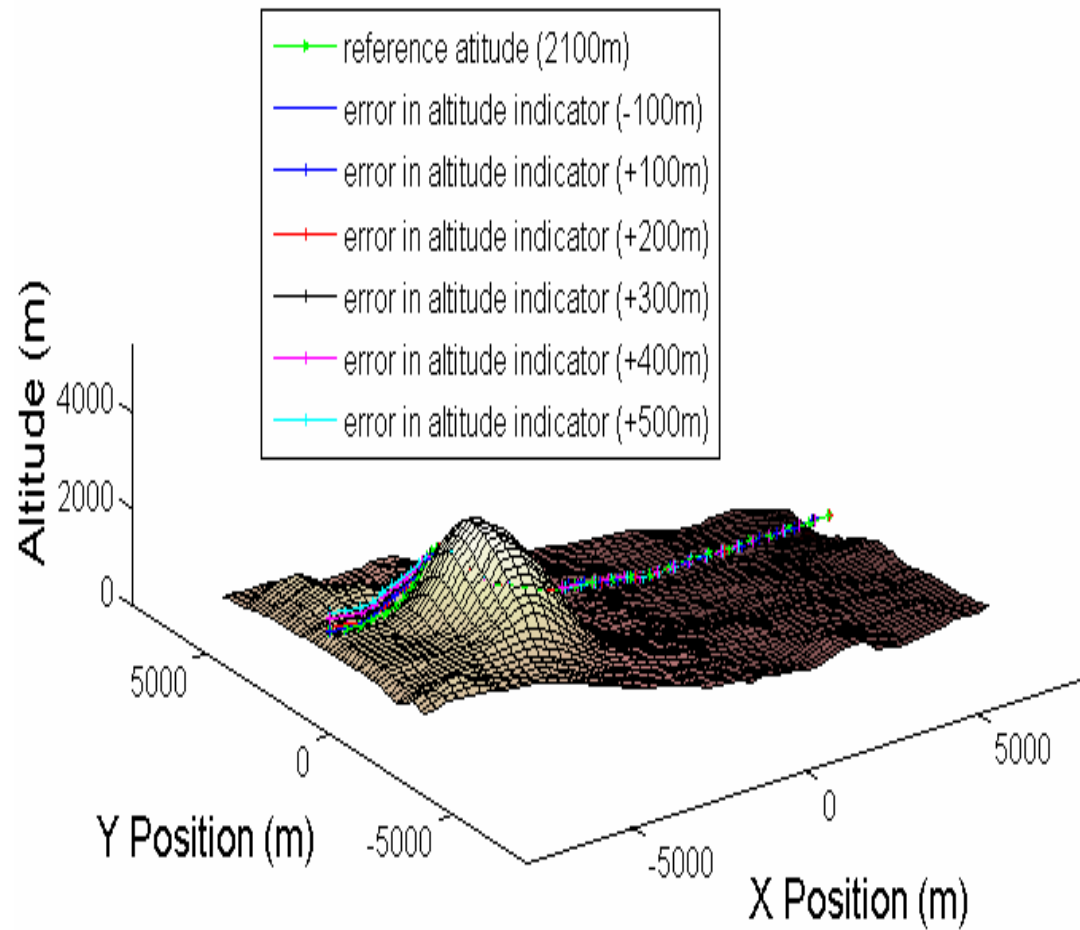 reference atitude (2100m)
error in altitude indicator (-100m)
error in altitude indicator (+100m)
error in altitude indicator (+200m)
error in altitude indicator (+300m)
error in altitude indicator (+400m)
error in altitude indicator (+500m)
Altitude (m)
4000
2000
0
5000
0
-5000
Y Position (m)
-5000
0
5000
X Position (m)